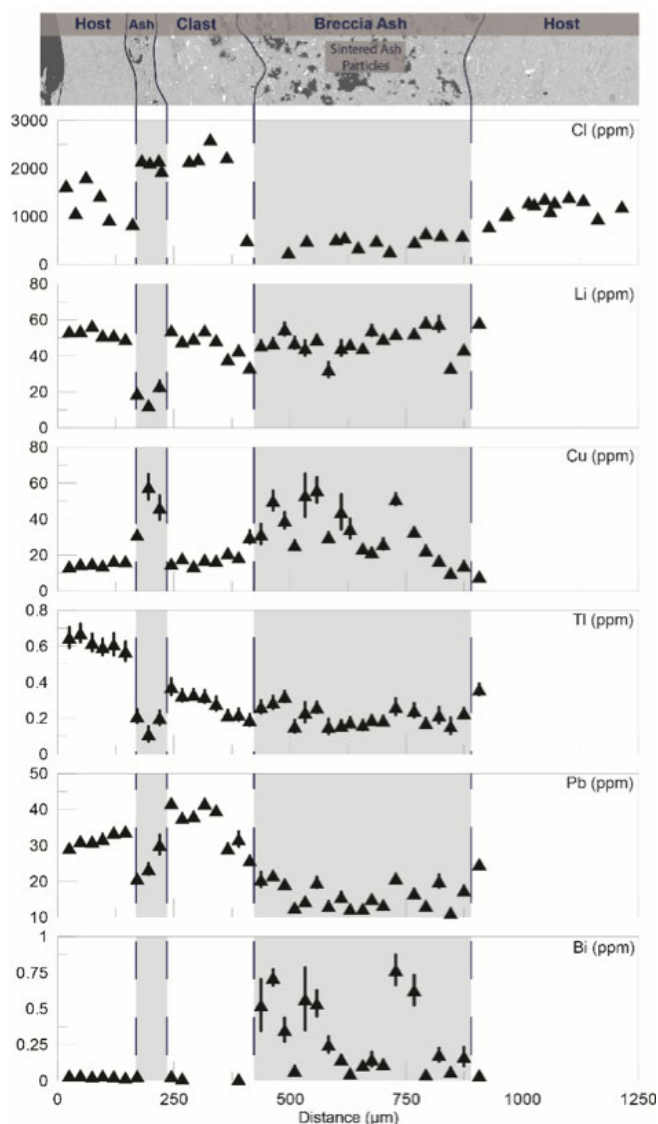 Host Ash Clast Breccia Ash Host
Sintered Ash
Particles
3000
Cl (ppm)
2000
1000
0
80
Li (ppm)
60
40
20
0
80
Cu (ppm)
60
40
20
0
0.8
Tl (ppm)
0.6
0.4
0.2
0
50
Pb (ppm)
40
30
20
10
1
Bi (ppm)
0.75
0.5
0.25
0
0 250 500 750 1000 1250
Distance (µm)